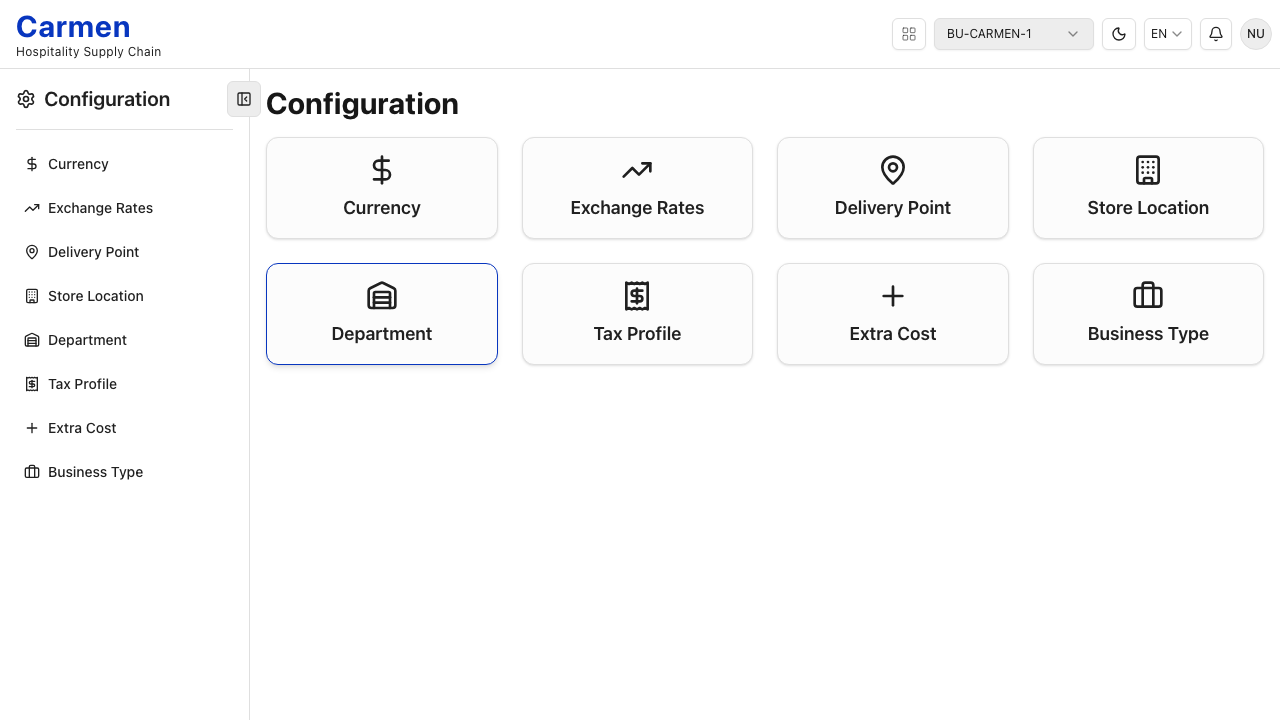 Carmen
Hospitality Supply Chain
BU-CARMEN-1
EN
NU
Configuration
Currency
Exchange Rates
Delivery Point
Store Location
Department
Tax Profile
Extra Cost
Business Type
Configuration
Currency
Exchange Rates
Delivery Point
Store Location
Department
Tax Profile
Extra Cost
Business Type